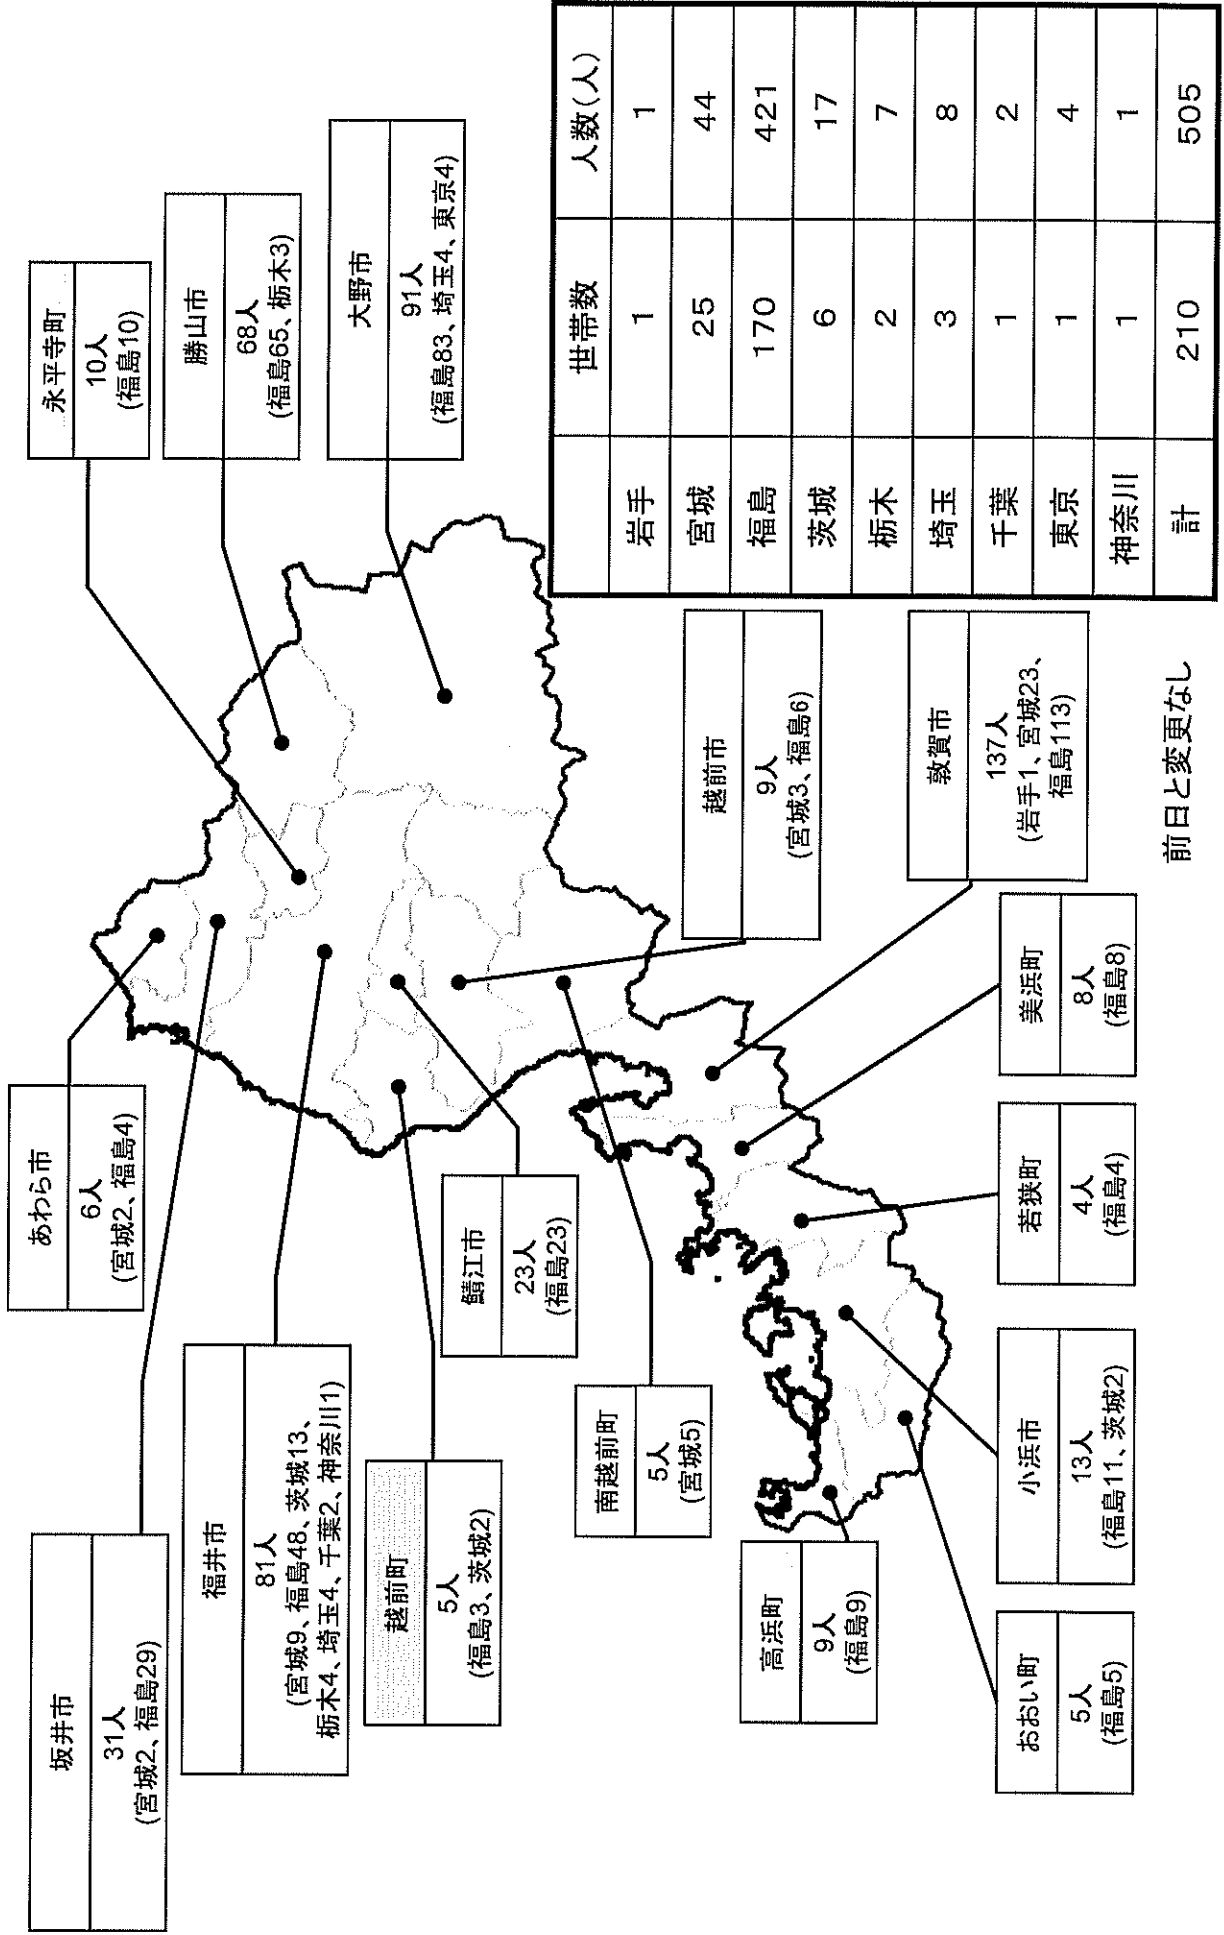 坂井市
31人
(宮城2、福島29)
あわら市
6人
(宮城2、福島4)
永平寺町
10人
(福島10)
勝山市
68人
(福島65、栃木3)
大野市
91人
(福島83、埼玉4、東京4)
福井市
81人
(宮城9、福島48、茨城13、
栃木4、埼玉4、千葉2、神奈川1)
越前町
5人
(福島3、茨城2)
鯖江市
23人
(福島23)
南越前町
5人
(宮城5)
越前市
9人
(宮城3、福島6)
敦賀市
137人
(岩手1、宮城23、
福島113)
高浜町
9人
(福島9)
おおい町
5人
(福島5)
小浜市
13人
(福島11、茨城2)
若狭町
4人
(福島4)
美浜町
8人
(福島8)
世帯数 人数(人)
岩手 1 1
宮城 25 44
福島 170 421
茨城 6 17
栃木 2 7
埼玉 3 8
千葉 1 2
東京 1 4
神奈川 1 1
計 210 505
前日と変更なし